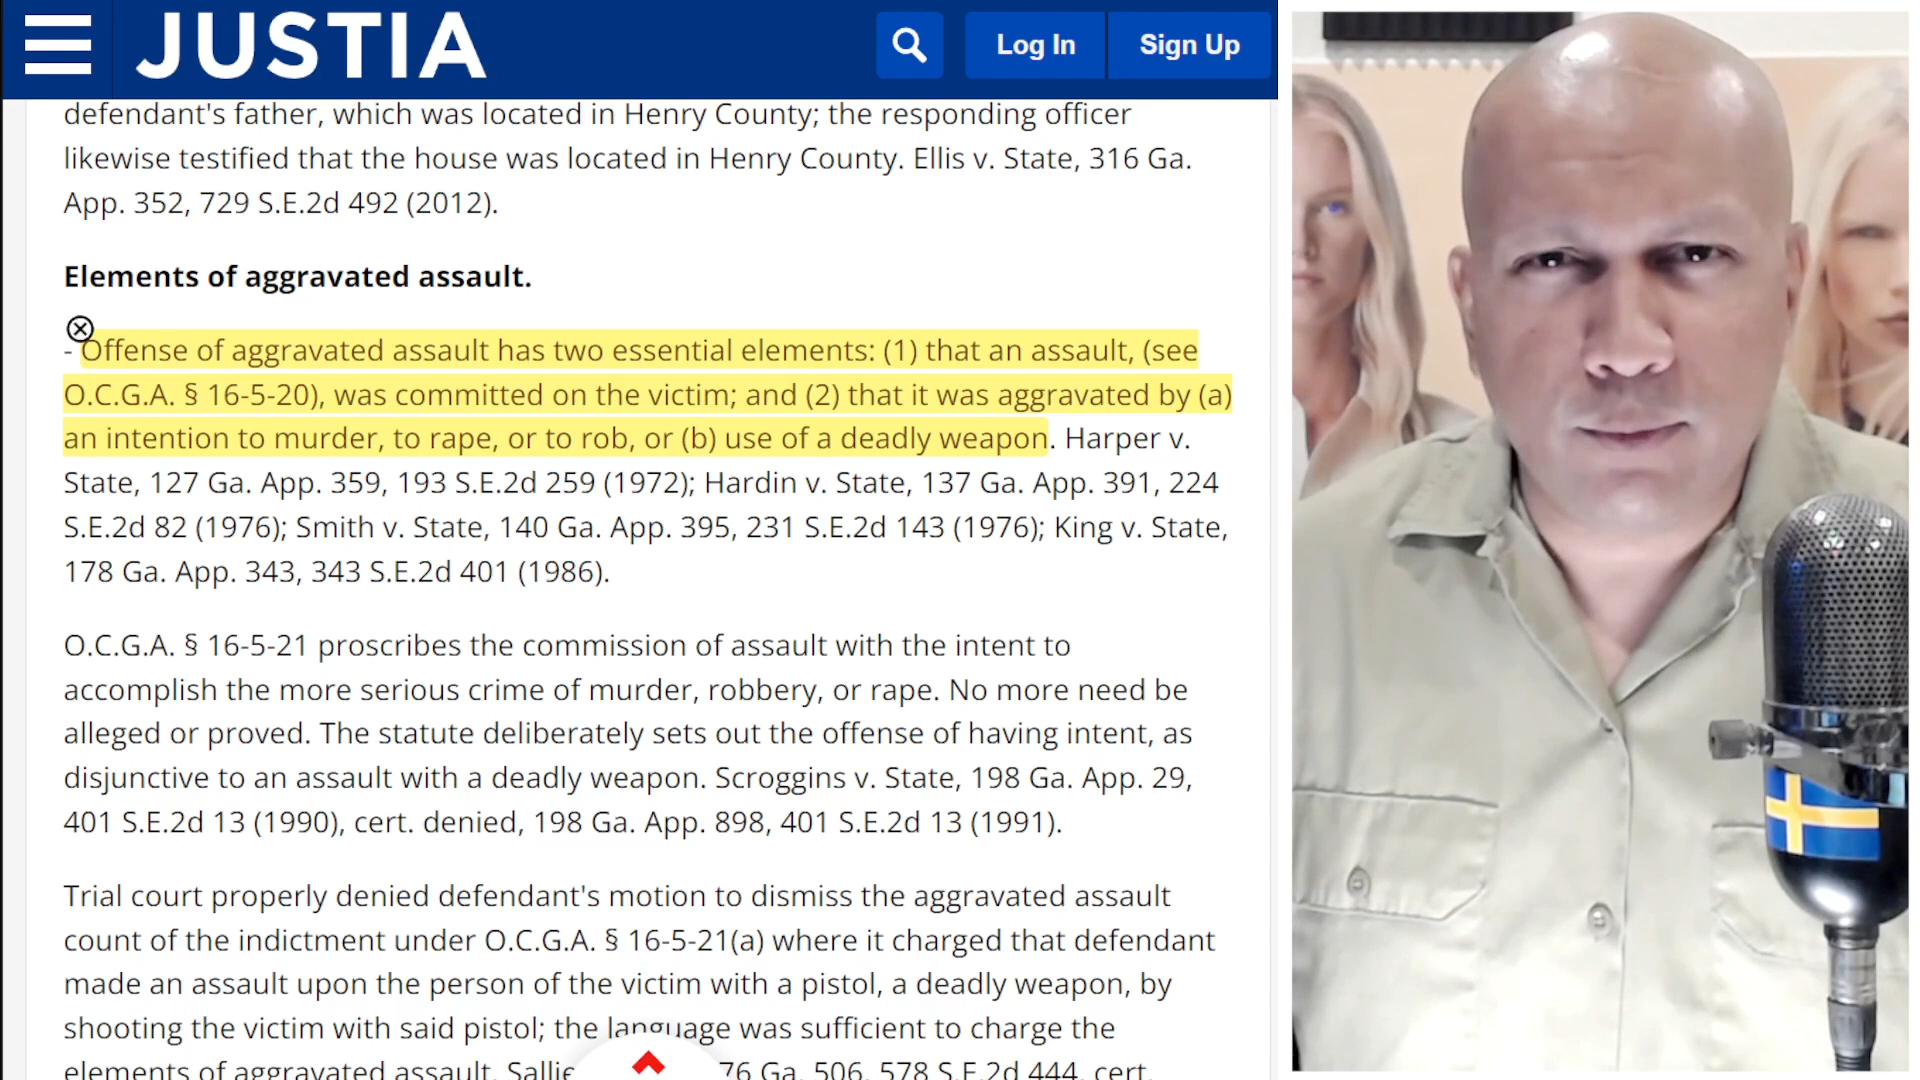 JUSTIA
Log In
Sign Up
defendant's father, which was located in Henry County; the responding officer
likewise testified that the house was located in Henry County. Ellis v. State, 316 Ga.
App. 352, 729 S.E.2d 492 (2012).
Elements of aggravated assault.
- Offense of aggravated assault has two essential elements: (1) that an assault, (see
O.C.G.A. § 16-5-20), was committed on the victim; and (2) that it was aggravated by (a)
an intention to murder, to rape, or to rob, or (b) use of a deadly weapon. Harper v.
State, 127 Ga. App. 359, 193 S.E.2d 259 (1972); Hardin v. State, 137 Ga. App. 391, 224
S.E.2d 82 (1976); Smith v. State, 140 Ga. App. 395, 231 S.E.2d 143 (1976); King v. State,
178 Ga. App. 343, 343 S.E.2d 401 (1986).
O.C.G.A. § 16-5-21 proscribes the commission of assault with the intent to
accomplish the more serious crime of murder, robbery, or rape. No more need be
alleged or proved. The statute deliberately sets out the offense of having intent, as
disjunctive to an assault with a deadly weapon. Scroggins v. State, 198 Ga. App. 29,
401 S.E.2d 13 (1990), cert. denied, 198 Ga. App. 898, 401 S.E.2d 13 (1991).
Trial court properly denied defendant's motion to dismiss the aggravated assault
count of the indictment under O.C.G.A. § 16-5-21(a) where it charged that defendant
made an assault upon the person of the victim with a pistol, a deadly weapon, by
shooting the victim with said pistol; the language was sufficient to charge the
elements of aggravated assault. 76 Ga. 506, 578 S.E.2d 444, cert.